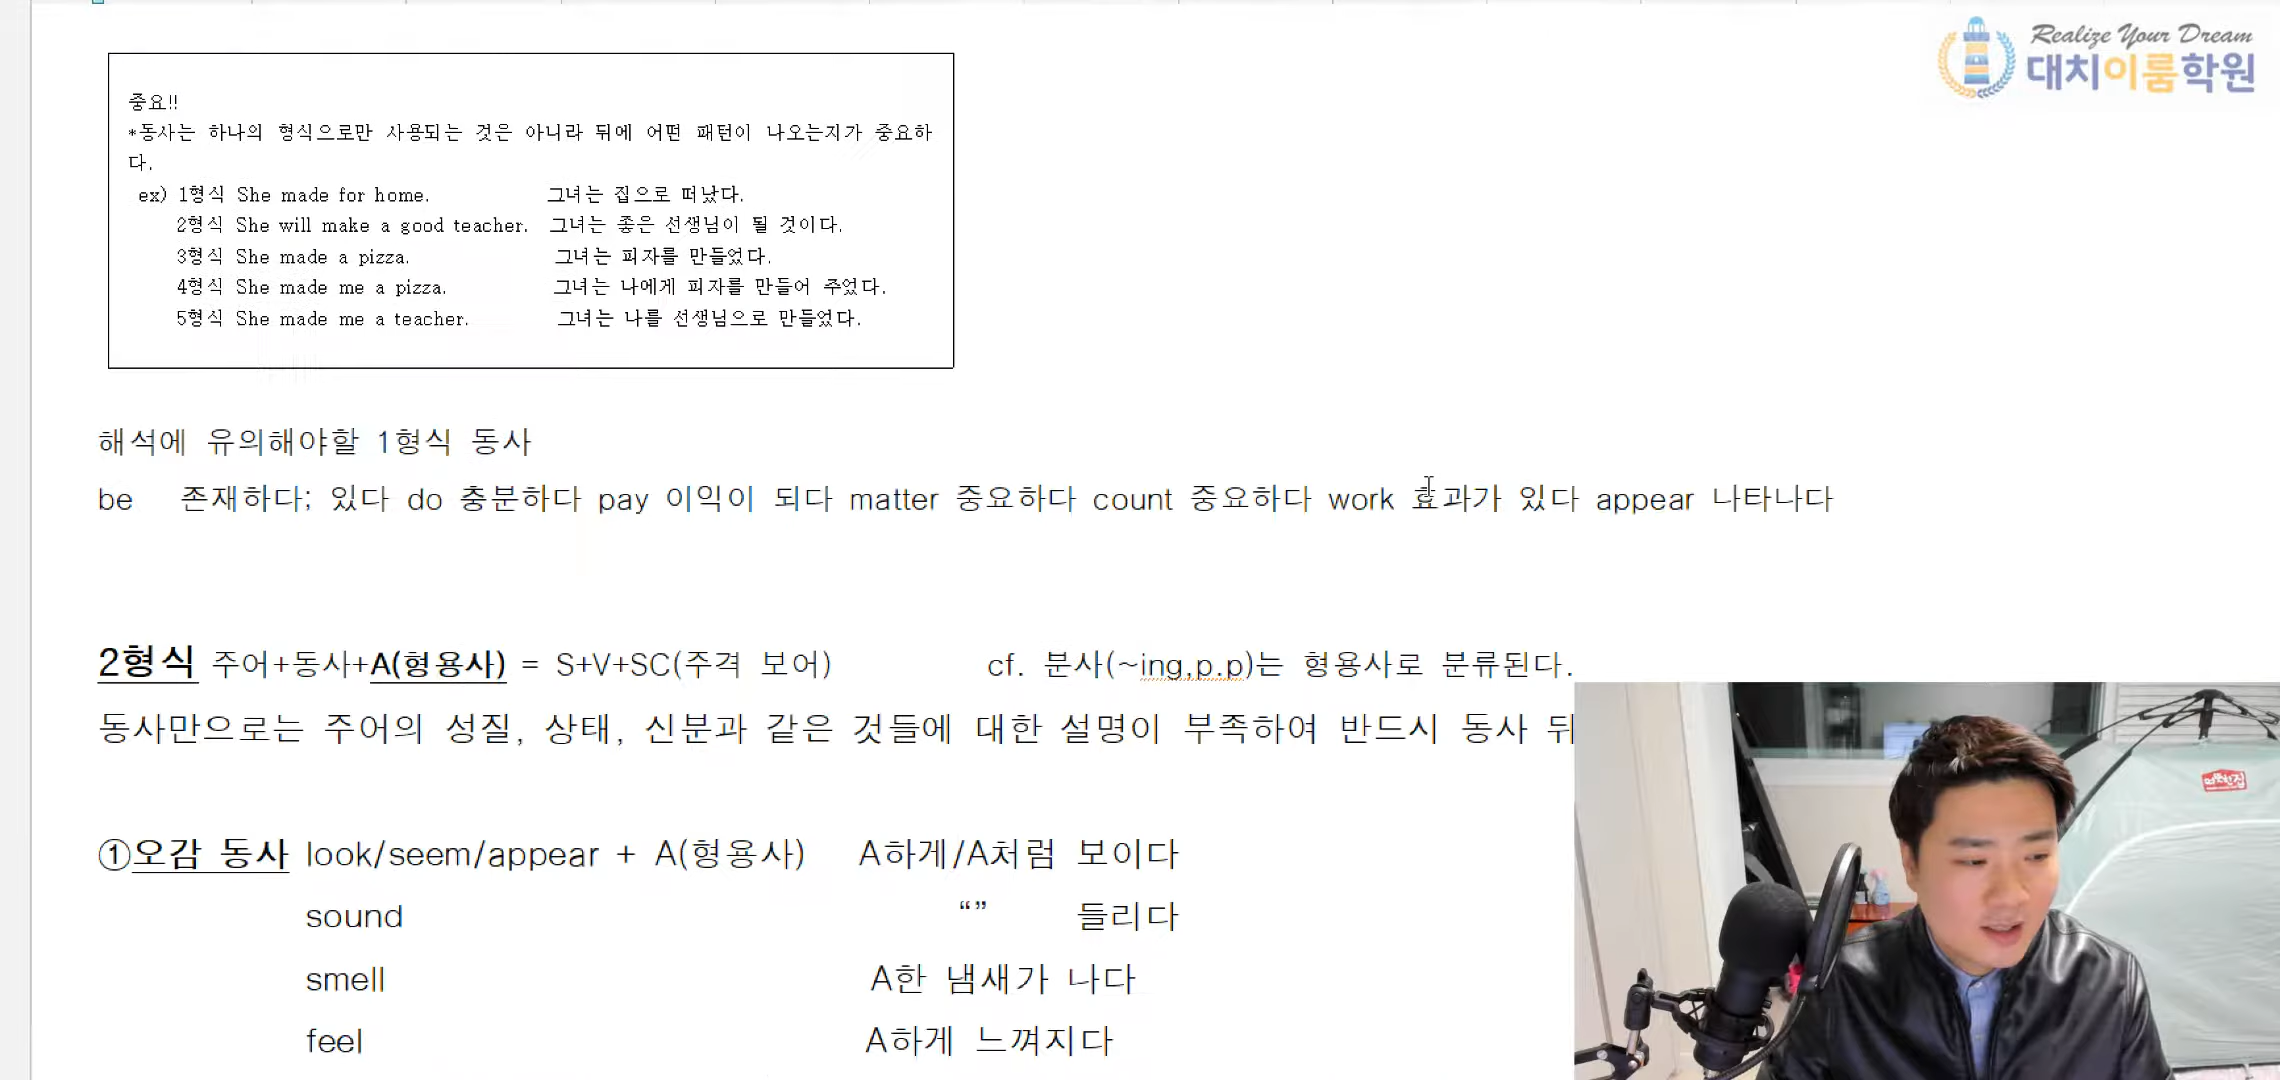 Realize Your Dream
대치이룸학원
중요!!
*동사는 하나의 형식으로만 사용되는 것은 아니라 뒤에 어떤 패턴이 나오는지가 중요하
다.
ex) 1형식 She made for home. 그녀는 집으로 떠났다.
2형식 She will make a good teacher. 그녀는 좋은 선생님이 될 것이다.
3형식 She made a pizza. 그녀는 피자를 만들었다.
4형식 She made me a pizza. 그녀는 나에게 피자를 만들어 주었다.
5형식 She made me a teacher. 그녀는 나를 선생님으로 만들었다.
해석에 유의해야할 1형식 동사
be 존재하다; 있다 do 충분하다 pay 이익이 되다 matter 중요하다 count 중요하다 work 효과가 있다 appear 나타나다
2형식 주어+동사+A(형용사) = S+V+SC(주격 보어) cf. 분사(~ing,p.p)는 형용사로 분류된다.
동사만으로는 주어의 성질, 상태, 신분과 같은 것들에 대한 설명이 부족하여 반드시 동사 뒤
①오감 동사 look/seem/appear + A(형용사) A하게/A처럼 보이다
sound “” 들리다
smell A한 냄새가 나다
feel A하게 느껴지다